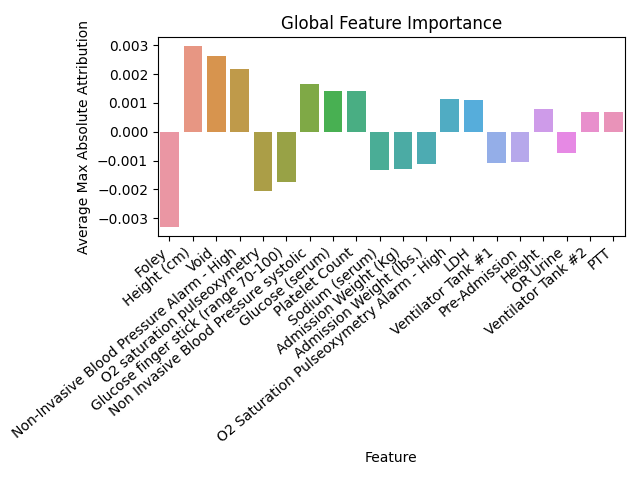 Global Feature Importance
Average Max Absolute Attribution
0.003
0.002
0.001
0.000
−0.001
−0.002
−0.003
Foley
Height (cm)
Void
Non-Invasive Blood Pressure Alarm - High
O2 saturation pulseoxymetry
Glucose finger stick (range 70-100)
Non Invasive Blood Pressure systolic
Glucose (serum)
Platelet Count
Sodium (serum)
Admission Weight (Kg)
Admission Weight (lbs.)
O2 Saturation Pulseoxymetry Alarm - High
LDH
Ventilator Tank #1
Pre-Admission
Height
OR Urine
Ventilator Tank #2
PTT
Feature